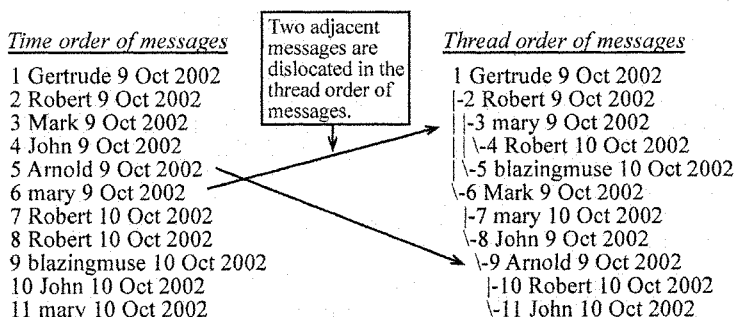 Time order of messages
1 Gertrude 9 Oct 2002
2 Robert 9 Oct 2002
3 Mark 9 Oct 2002
4 John 9 Oct 2002
5 Arnold 9 Oct 2002
6 mary 9 Oct 2002
7 Robert 10 Oct 2002
8 Robert 10 Oct 2002
9 blazingmuse 10 Oct 2002
10 John 10 Oct 2002
11 mary 10 Oct 2002
Two adjacent
messages are
dislocated in the
thread order of
messages.
Thread order of messages
1 Gertrude 9 Oct 2002
|-2 Robert 9 Oct 2002
||-3 mary 9 Oct 2002
|| \-4 Robert 10 Oct 2002
| \-5 blazingmuse 10 Oct 2002
\-6 Mark 9 Oct 2002
|-7 mary 10 Oct 2002
\-8 John 9 Oct 2002
\-9 Arnold 9 Oct 2002
|-10 Robert 10 Oct 2002
\-11 John 10 Oct 2002